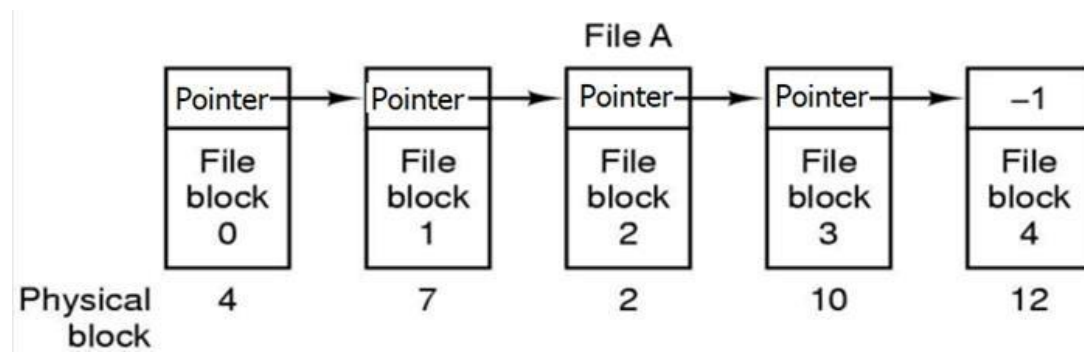 File A
Pointer Pointer Pointer Pointer –1
File File File File File
block block block block block
0 1 2 3 4
Physical 4 7 2 10 12
block